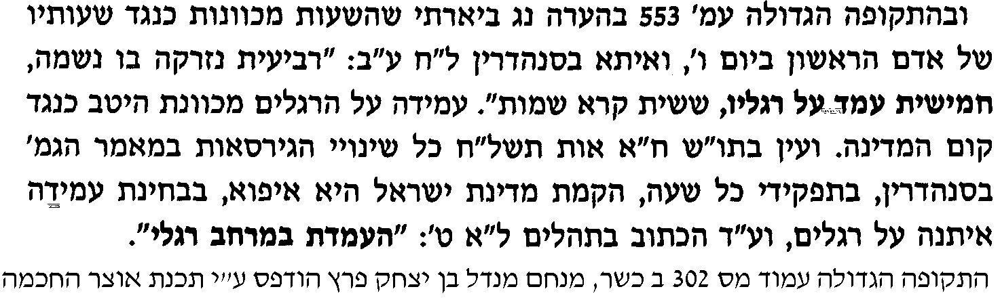 ובהתקופה הגדולה עמ׳ 553 בהערה נג ביארתי שהשעות מכוונות כנגד שעותיו
של אדם הראשון ביום ו׳, ואיתא בסנהדרין ל״ח ע״ב: ״רביעית נזרקה בו נשמה,
חמישית עמד על רגליו, ששית קרא שמות״. עמידה על הרגלים מכוונת היטב כנגד
קום המדינה. ועין בתו״ש ח״א אות תשל״ח כל שינויי הגירסאות במאמר הגמ׳
בסנהדרין, בתפקידי כל שעה, הקמת מדינת ישראל היא איפוא, בבחינת עמידה
איתנה על רגלים, וע״ד הכתוב בתהלים ל״א ט׳: ״העמדת במרחב רגלי״.
התקופה הגדולה עמוד מס 302 ב כשר, מנחם מנדל בן יצחק פרץ הודפס ע״י תכנת אוצר החכמה